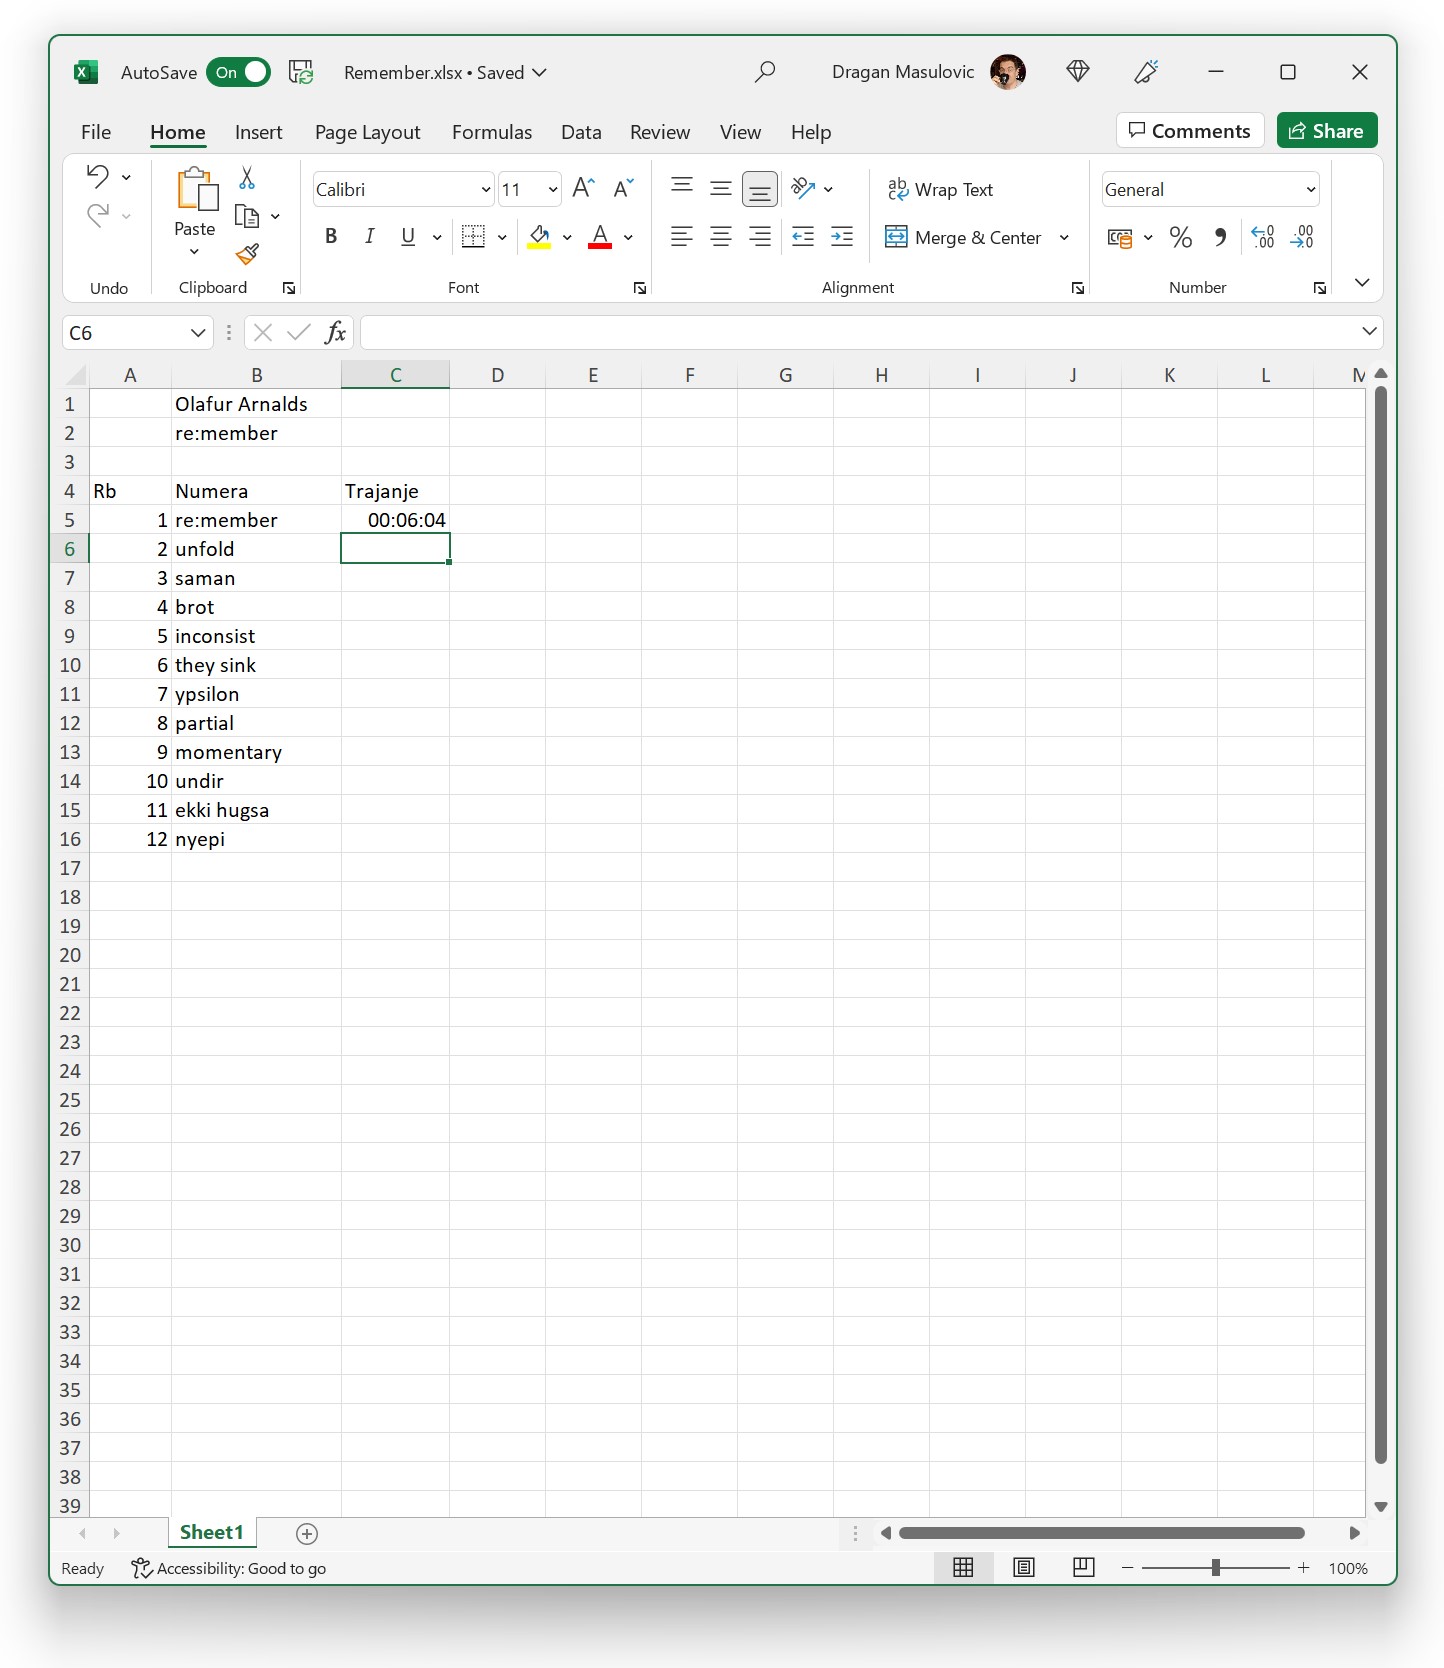 AutoSave On Remember.xlsx • Saved Dragan Masulovic
File Home Insert Page Layout Formulas Data Review View Help Comments Share
Calibri 11 Wrap Text General
Paste
B I U A Merge & Center % 
Undo Clipboard Font Alignment Number
C6 fx
A B C D E F G H I J K L M
1 Olafur Arnalds
2 re:member
3
4 Rb Numera Trajanje
5 1 re:member 00:06:04
6 2 unfold
7 3 saman
8 4 brot
9 5 inconsist
10 6 they sink
11 7 ypsilon
12 8 partial
13 9 momentary
14 10 undir
15 11 ekki hugsa
16 12 nyepi
17
18
19
20
21
22
23
24
25
26
27
28
29
30
31
32
33
34
35
36
37
38
39
Sheet1
Ready Accessibility: Good to go 100%